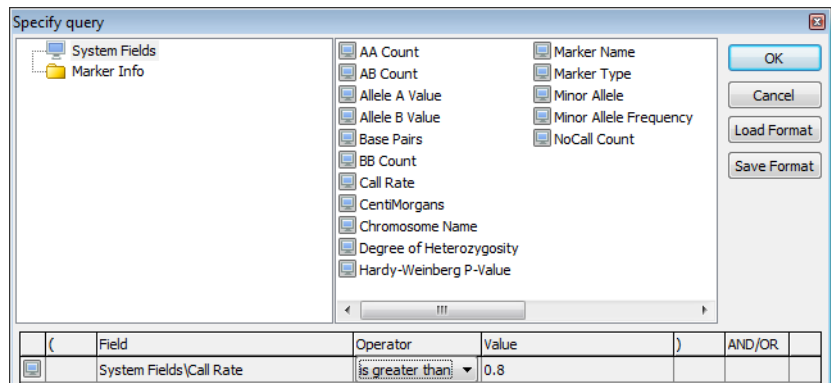 Specify query
System Fields
Marker Info
AA Count
AB Count
Allele A Value
Allele B Value
Base Pairs
BB Count
Call Rate
CentiMorgans
Chromosome Name
Degree of Heterozygosity
Hardy-Weinberg P-Value
Marker Name
Marker Type
Minor Allele
Minor Allele Frequency
NoCall Count
OK
Cancel
Load Format
Save Format
( Field Operator Value ) AND/OR
System Fields\Call Rate is greater than 0.8